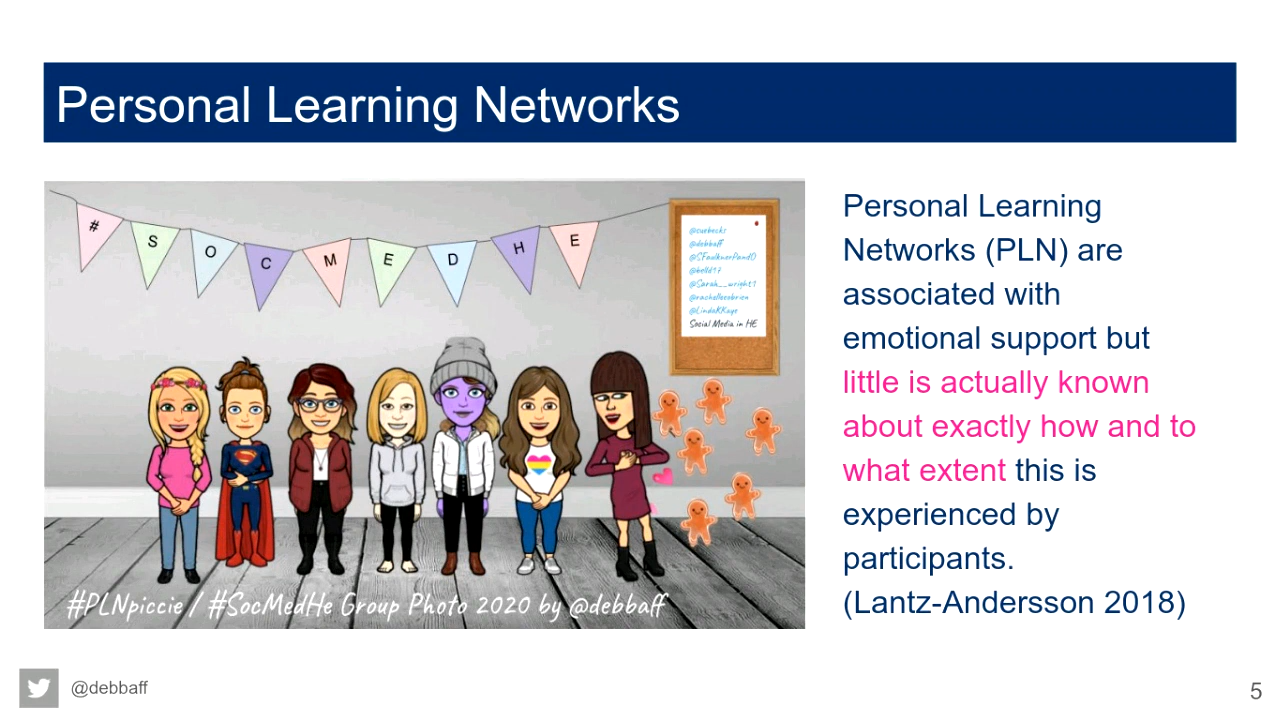 Personal Learning Networks
# S O C M E D H E
@suebecks
@debbaff
@SFaulknerPandO
@belld17
@Sarah__wright1
@rachelleeobrien
@LindaKKaye
Social Media in HE
#PLNpiccie / #SocMedHe Group Photo 2020 by @debbaff
Personal Learning
Networks (PLN) are
associated with
emotional support but
little is actually known
about exactly how and to
what extent this is
experienced by
participants.
(Lantz-Andersson 2018)
@debbaff
5